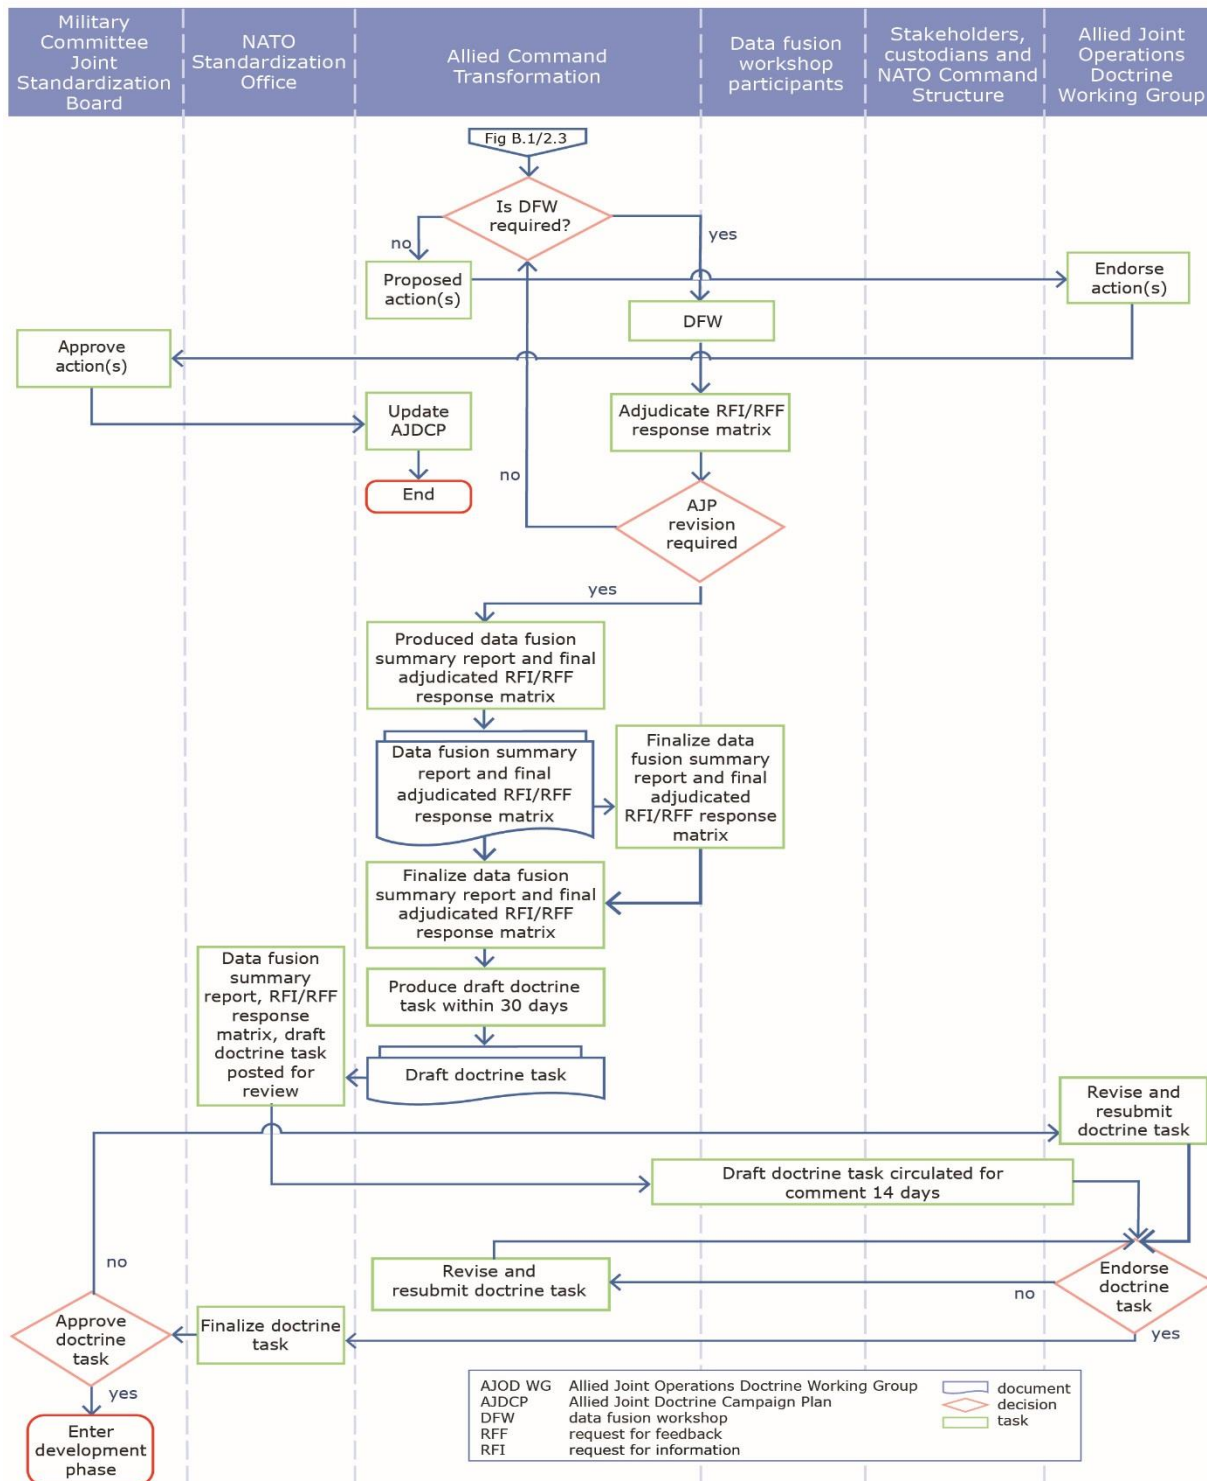 Military
Committee
Joint
Standardization
Board
NATO
Standardization
Office
Allied Command
Transformation
Data fusion
workshop
participants
Stakeholders,
custodians and
NATO Command
Structure
Allied Joint
Operations
Doctrine
Working Group
Fig B.1/2.3
Is DFW
required?
no
yes
Proposed
action(s)
Endorse
action(s)
DFW
Approve
action(s)
Update
AJDCP
Adjudicate RFI/RFF
response matrix
no
End
AJP
revision
required
yes
Produced data fusion
summary report and final
adjudicated RFI/RFF
response matrix
Data fusion summary
report and final
adjudicated RFI/RFF
response matrix
Finalize data
fusion summary
report and final
adjudicated
RFI/RFF response
matrix
Finalize data fusion
summary report and final
adjudicated RFI/RFF
response matrix
Data fusion
summary
report, RFI/RFF
response
matrix, draft
doctrine task
posted for
review
Produce draft doctrine
task within 30 days
Draft doctrine task
Revise and
resubmit
doctrine task
Draft doctrine task circulated for
comment 14 days
no
Revise and
resubmit doctrine task
no
Endorse
doctrine
task
yes
Approve
doctrine
task
Finalize doctrine
task
yes
Enter
development
phase
AJOD WG Allied Joint Operations Doctrine Working Group
AJDCP Allied Joint Doctrine Campaign Plan
DFW data fusion workshop
RFF request for feedback
RFI request for information
document
decision
task